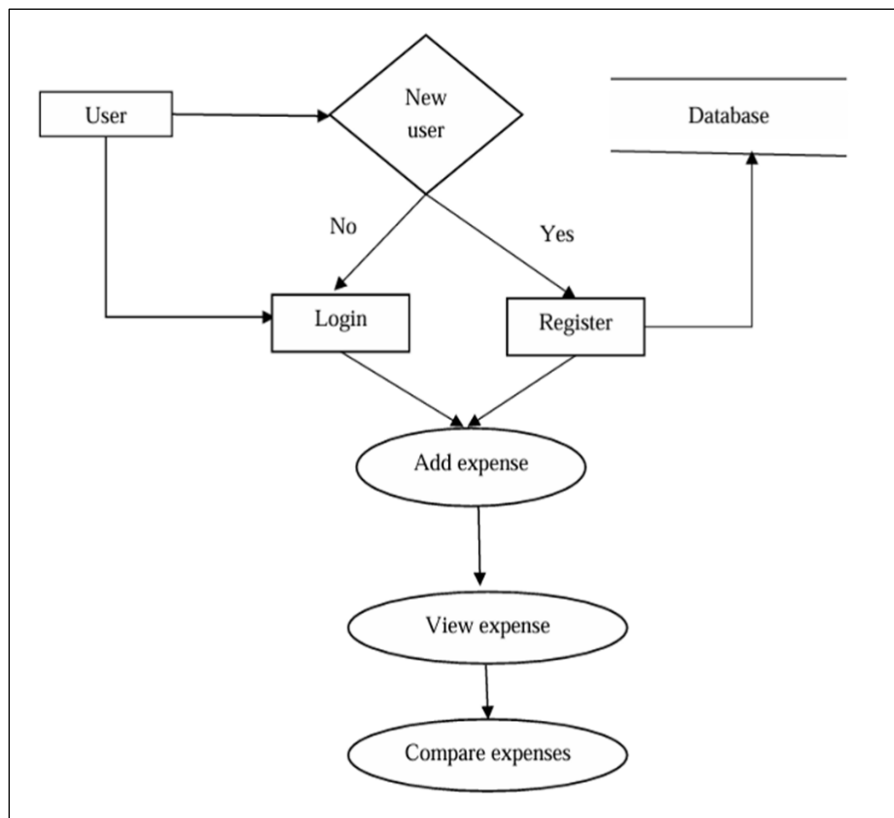 New
user
User
Database
No
Yes
Login
Register
Add expense
View expense
Compare expenses